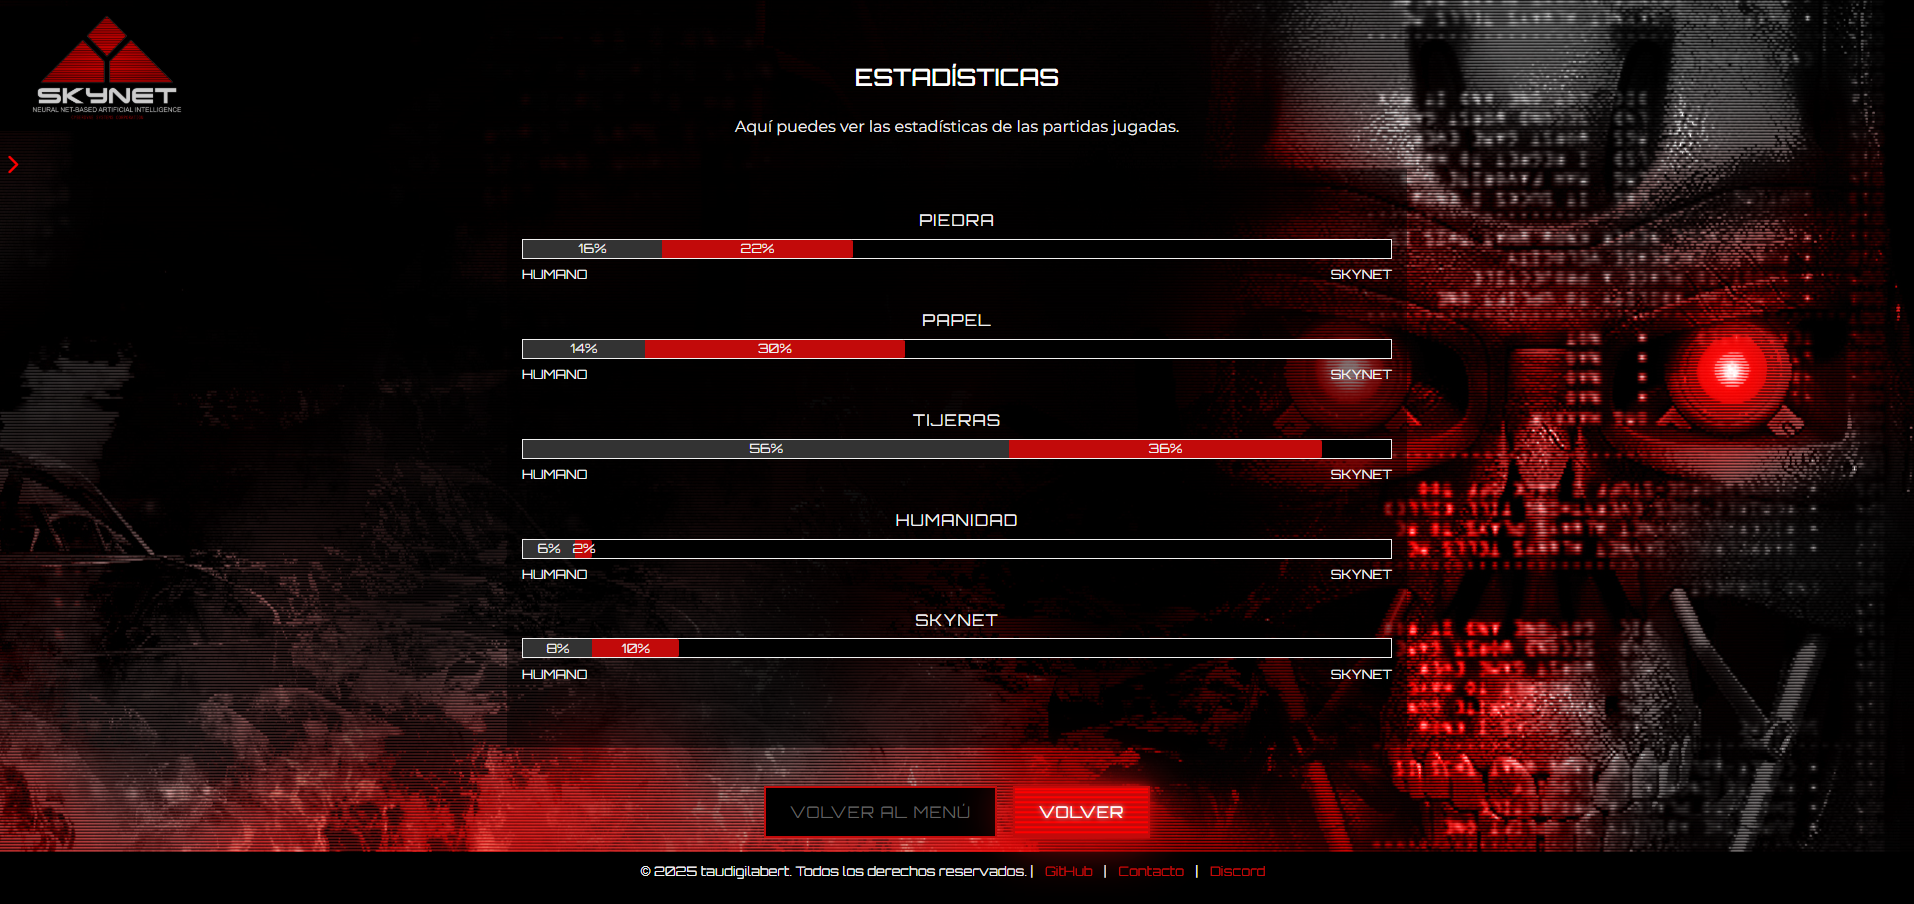 SKYNET
NEURAL NET-BASED ARTIFICIAL INTELLIGENCE
ESTADÍSTICAS
Aquí puedes ver las estadísticas de las partidas jugadas.
PIEDRA
16% 22%
HUMANO SKYNET
PAPEL
14% 30%
HUMANO SKYNET
TIJERAS
56% 36%
HUMANO SKYNET
HUMANIDAD
6% 2%
HUMANO SKYNET
SKYNET
8% 10%
HUMANO SKYNET
VOLVER AL MENÚ VOLVER
© 2025 taudigilabert. Todos los derechos reservados. | GitHub | Contacto | Discord